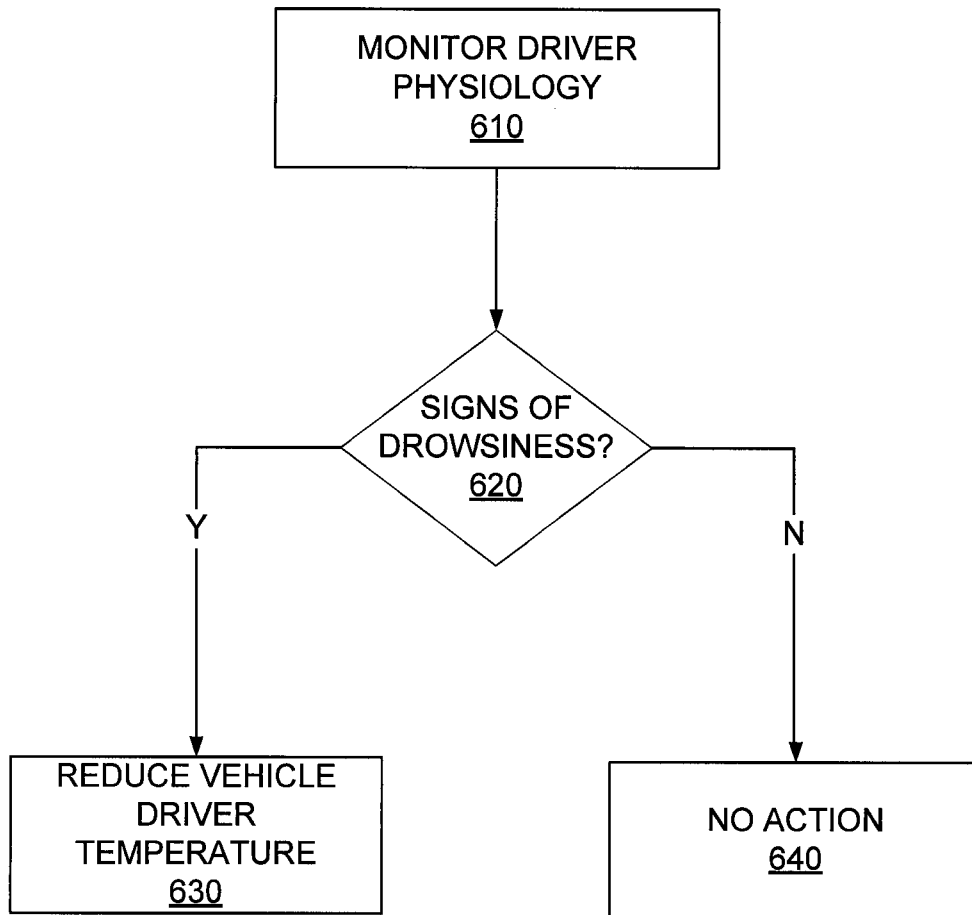 MONITOR DRIVER
PHYSIOLOGY
610
SIGNS OF
DROWSINESS?
620
Y
N
REDUCE VEHICLE
DRIVER
TEMPERATURE
630
NO ACTION
640